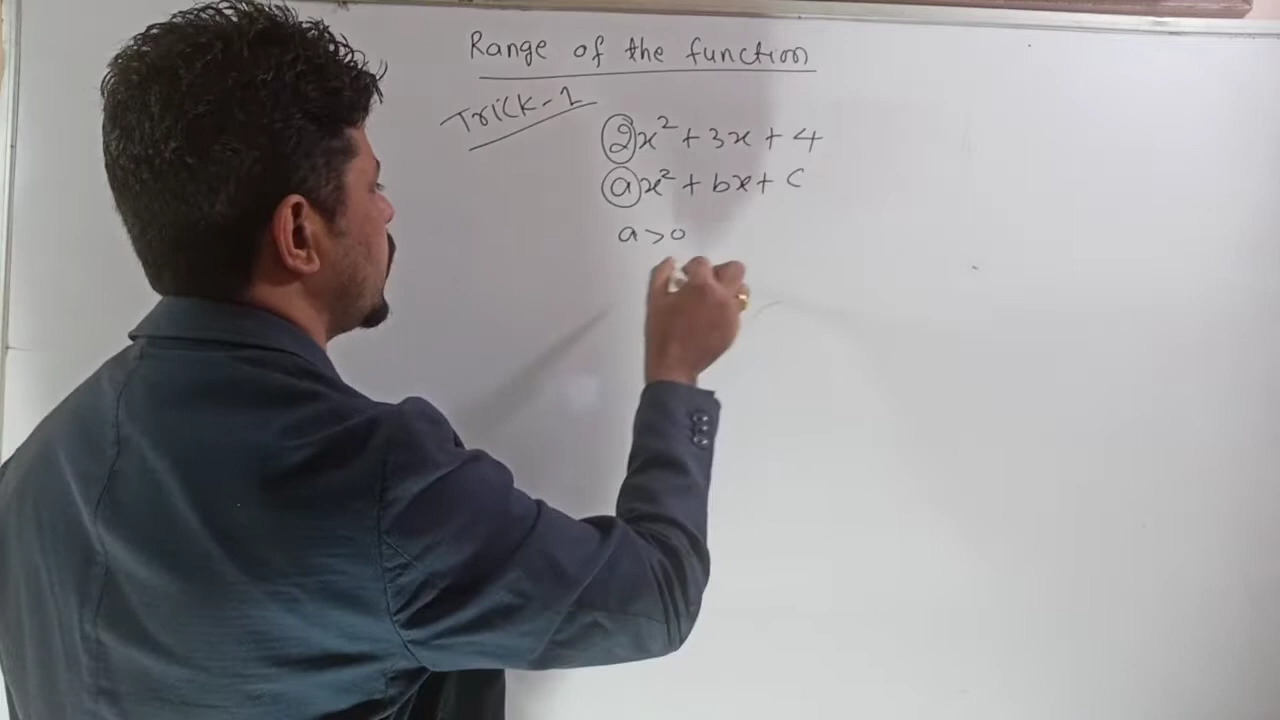 Range of the function
Trick-1
2x² + 3x + 4
ax² + bx + c
a>0